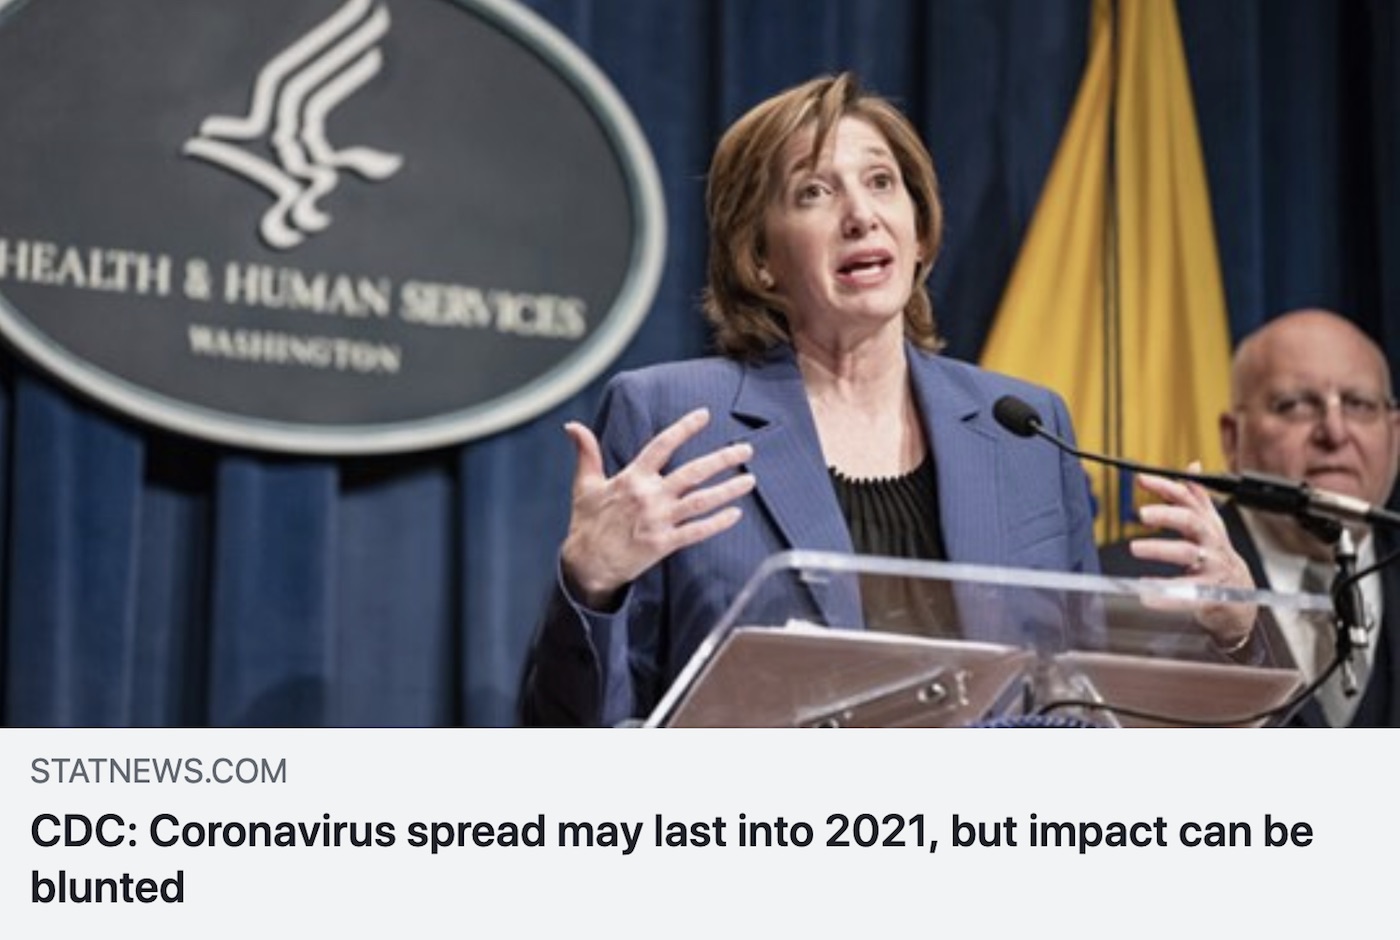 HEALTH & HUMAN SERVICES
WASHINGTON
STATNEWS.COM
CDC: Coronavirus spread may last into 2021, but impact can be
blunted